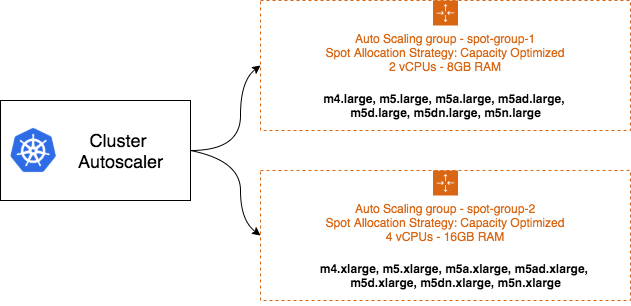 Cluster
Autoscaler
Auto Scaling group - spot-group-1
Spot Allocation Strategy: Capacity Optimized
2 vCPUs - 8GB RAM
m4.large, m5.large, m5a.large, m5ad.large,
m5d.large, m5dn.large, m5n.large
Auto Scaling group - spot-group-2
Spot Allocation Strategy: Capacity Optimized
4 vCPUs - 16GB RAM
m4.xlarge, m5.xlarge, m5a.xlarge, m5ad.xlarge,
m5d.xlarge, m5dn.xlarge, m5n.xlarge